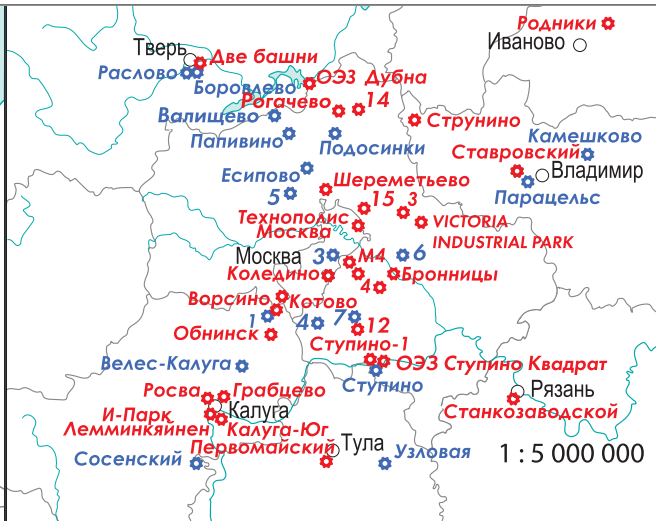 Родники
Иваново
Тверь
Две башни
Раслово
Боровлево
ОЭЗ Дубна
Рогачево
14
Валищево
Струнино
Папивино
Подосинки
Камешково
Ставровский
Есипово
Шереметьево
Владимир
5
15
3
Парацельс
Технополис
Москва
VICTORIA
INDUSTRIAL PARK
Москва
3
М4
6
Коледино
4
Бронницы
Ворсино
Котово
1
4
7
12
Обнинск
Ступино-1
Велес-Калуга
ОЭЗ Ступино Квадрат
Ступино
Росва
Грабцево
Рязань
Калуга
Станкозаводской
И-Парк
Лемминкяйнен
Калуга-Юг
Первомайский
Тула
Сосенский
Узловая
1 : 5 000 000